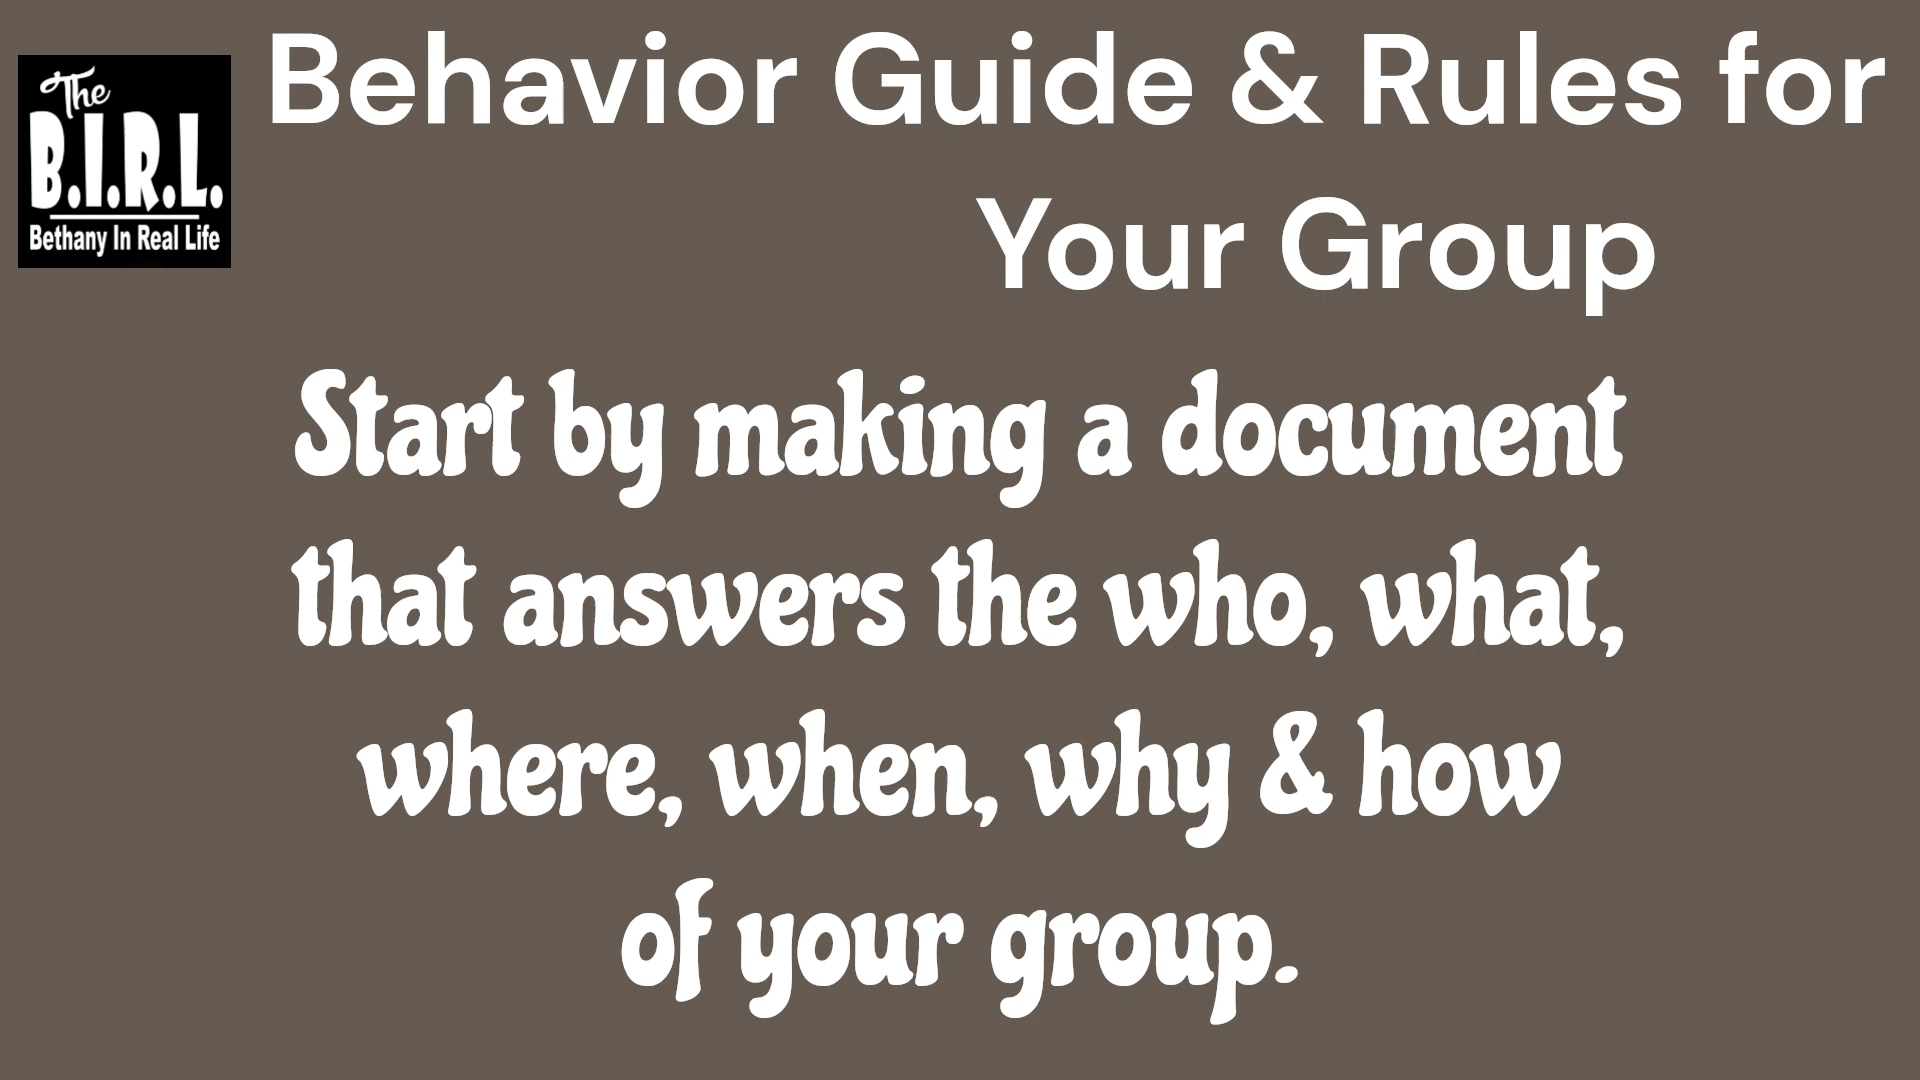 The
B.I.R.L.
Bethany In Real Life
Behavior Guide & Rules for
Your Group
Start by making a document
that answers the who, what,
where, when, why & how
of your group.